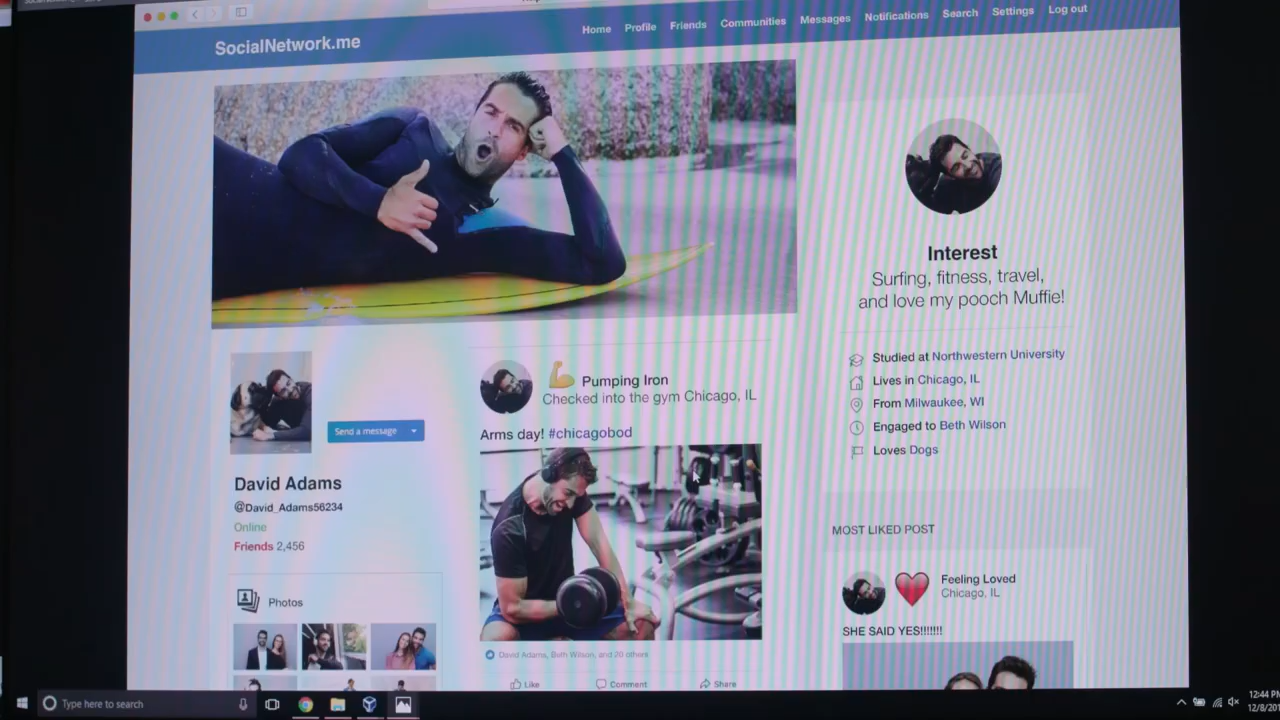 Home Profile Friends Communities Messages Notifications Search Settings Log out
SocialNetwork.me
Interest
Surfing, fitness, travel,
and love my pooch Muffie!
Studied at Northwestern University
Lives in Chicago, IL
From Milwaukee, WI
Engaged to Beth Wilson
Loves Dogs
Send a message
David Adams
@David_Adams56234
Online
Friends 2,456
Photos
Pumping Iron
Checked into the gym Chicago, IL
Arms day! #chicagobod
David Adams, Beth Wilson, and 20 others
Like Comment Share
MOST LIKED POST
Feeling Loved
Chicago, IL
SHE SAID YES!!!!!!!
Type here to search
12:44 PM
12/8/201